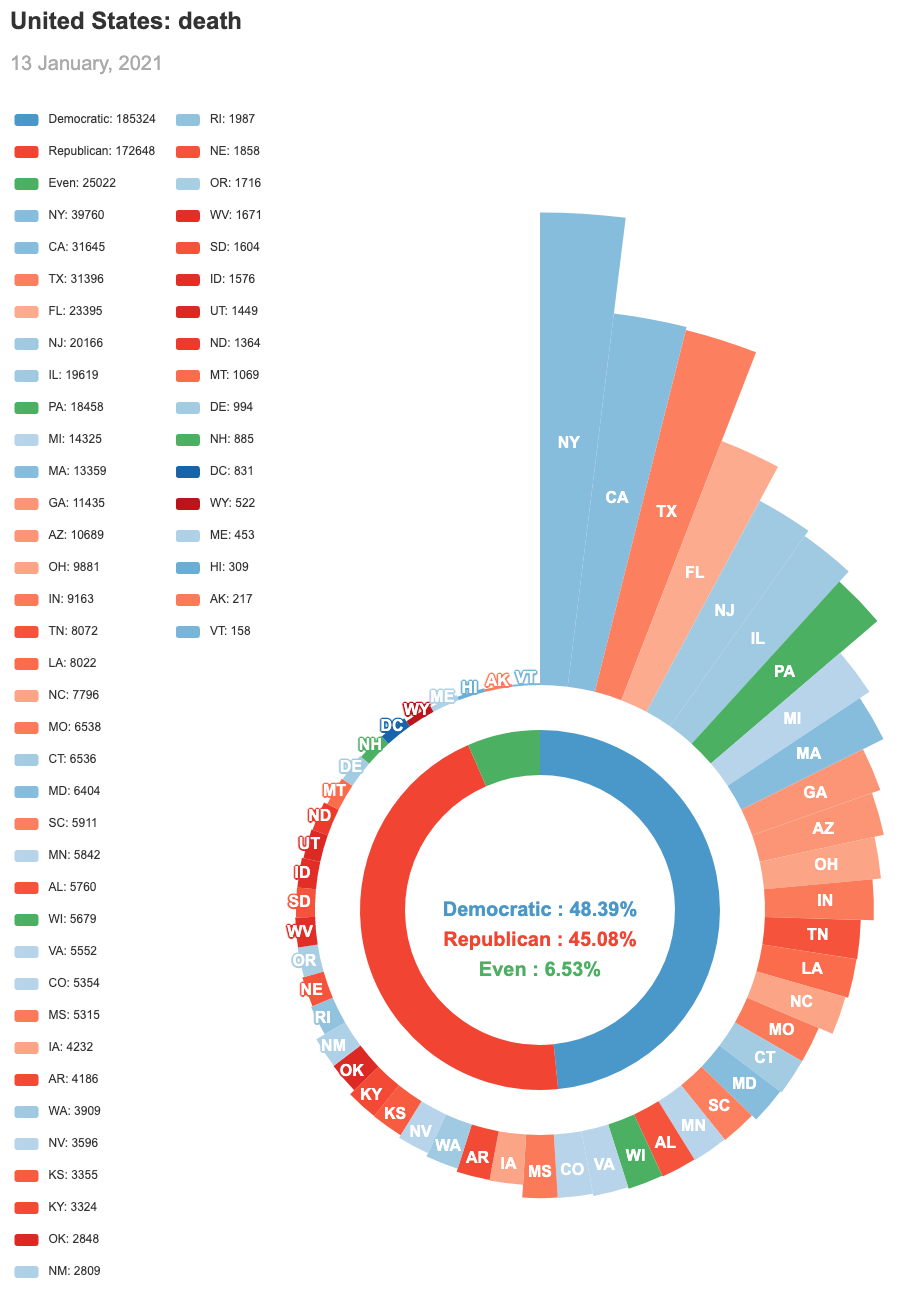 United States: death
13 January, 2021
Democratic: 185324
Republican: 172648
Even: 25022
NY: 39760
CA: 31645
TX: 31396
FL: 23395
NJ: 20166
IL: 19619
PA: 18458
MI: 14325
MA: 13359
GA: 11435
AZ: 10689
OH: 9881
IN: 9163
TN: 8072
LA: 8022
NC: 7796
MO: 6538
CT: 6536
MD: 6404
SC: 5911
MN: 5842
AL: 5760
WI: 5679
VA: 5552
CO: 5354
MS: 5315
IA: 4232
AR: 4186
WA: 3909
NV: 3596
KS: 3355
KY: 3324
OK: 2848
NM: 2809
RI: 1987
NE: 1858
OR: 1716
WV: 1671
SD: 1604
ID: 1576
UT: 1449
ND: 1364
MT: 1069
DE: 994
NH: 885
DC: 831
WY: 522
ME: 453
HI: 309
AK: 217
VT: 158
NY
CA
TX
FL
NJ
IL
PA
MI
MA
GA
AZ
OH
IN
TN
LA
NC
MO
CT
MD
SC
MN
AL
WI
VA
CO
MS
IA
AR
WA
NV
KS
KY
OK
NM
RI
NE
OR
WV
SD
ID
UT
ND
MT
DE
NH
DC
WY
ME
HI
AK
VT
Democratic : 48.39%
Republican : 45.08%
Even : 6.53%